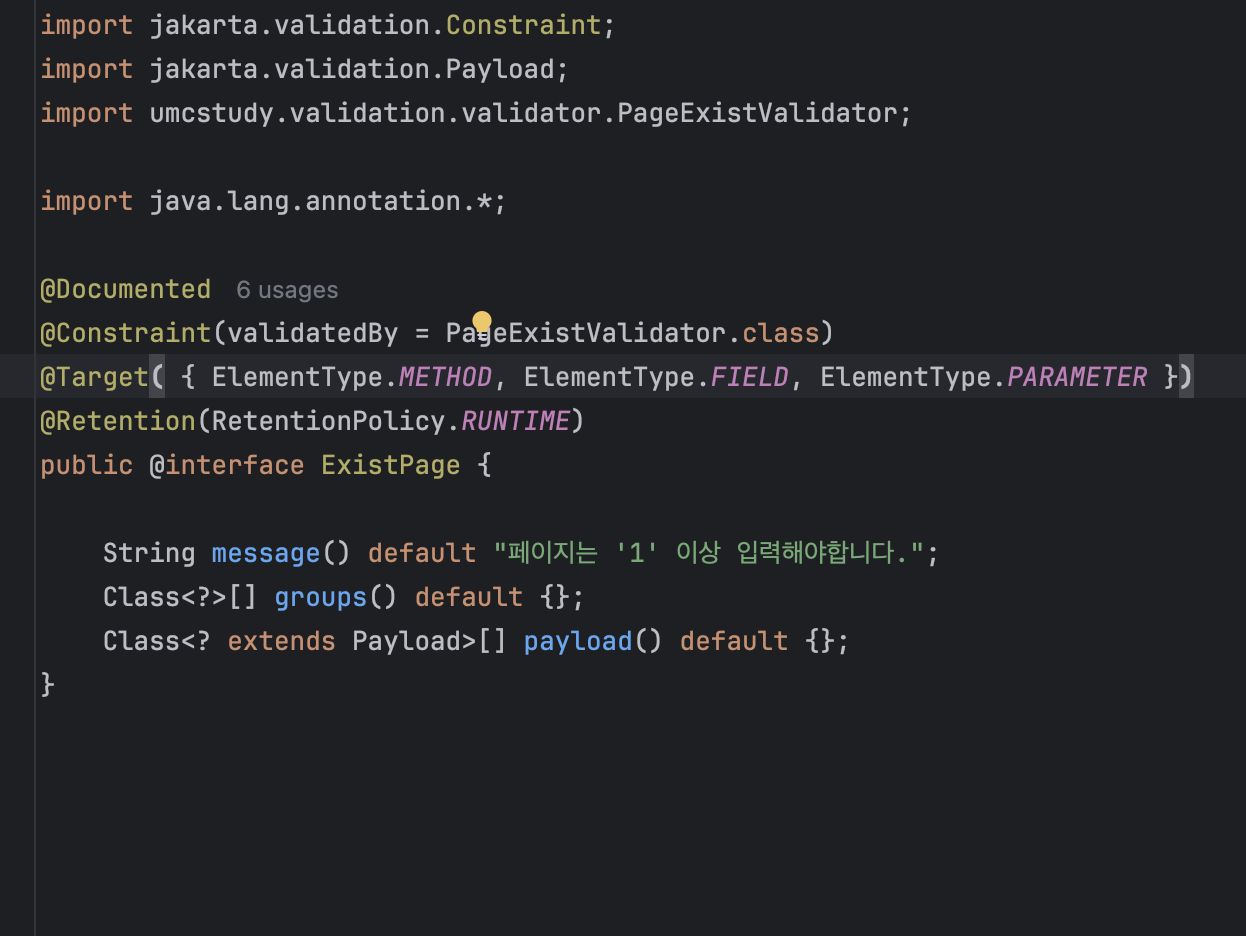 import jakarta.validation.Constraint;
import jakarta.validation.Payload;
import umcstudy.validation.validator.PageExistValidator;
import java.lang.annotation.*;
@Documented 6 usages
@Constraint(validatedBy = PageExistValidator.class)
@Target( { ElementType.METHOD, ElementType.FIELD, ElementType.PARAMETER })
@Retention(RetentionPolicy.RUNTIME)
public @interface ExistPage {
String message() default "페이지는 '1' 이상 입력해야합니다.";
Class<?>[] groups() default {};
Class<? extends Payload>[] payload() default {};
}